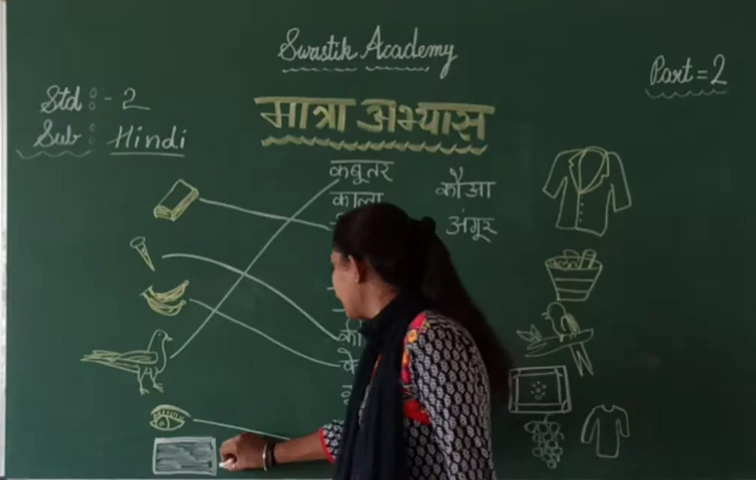 Swastik Academy
Part = 2
Std : - 2
Sub : Hindi
मात्रा अभ्यास
कबूतर
काला
कौआ
अंगूर